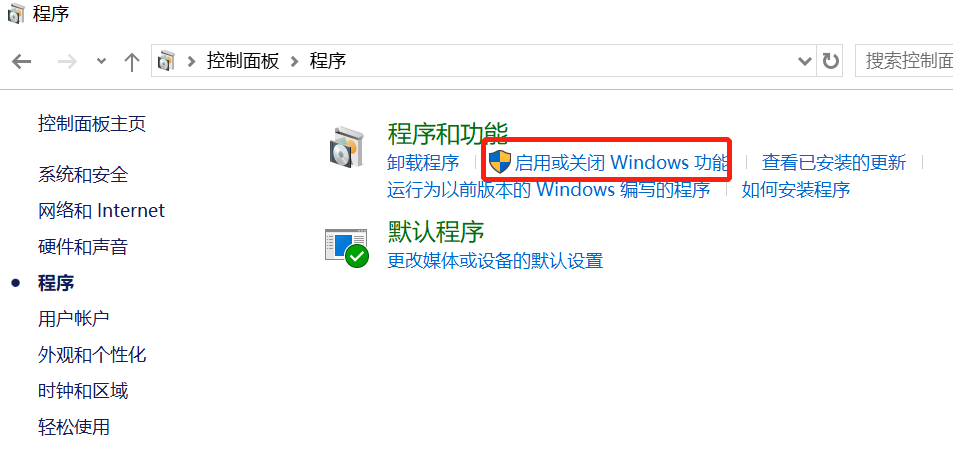 程序
控制面板 程序
搜索控制面
控制面板主页
系统和安全
网络和 Internet
硬件和声音
程序
用户帐户
外观和个性化
时钟和区域
轻松使用
程序和功能
卸载程序 启用或关闭 Windows 功能 查看已安装的更新
运行为以前版本的 Windows 编写的程序 如何安装程序
默认程序
更改媒体或设备的默认设置